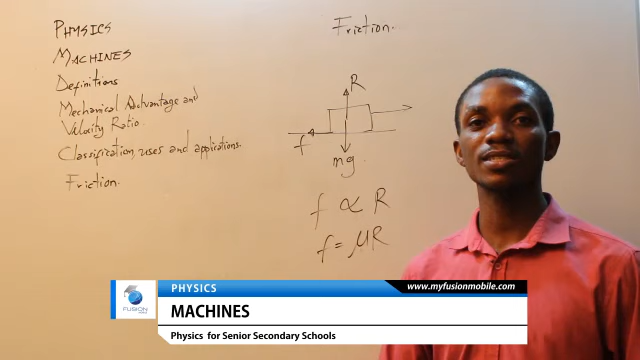 PHYSICS
MACHINES
Definitions
Mechanical Advantage and
Velocity Ratio.
Classification, uses and applications.
Friction.
Friction.
R
f
mg
f ∝ R
f = μR
PHYSICS
www.myfusionmobile.com
FUSION
MACHINES
Physics for Senior Secondary Schools